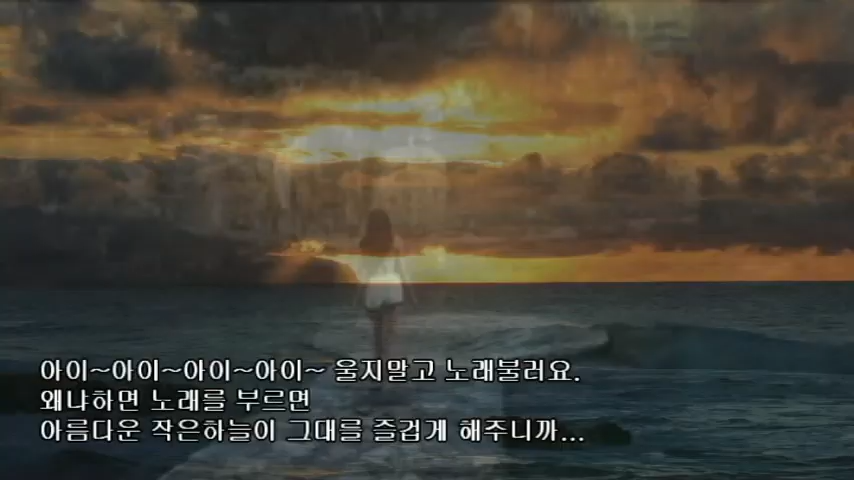 아이~아이~아이~아이~ 울지말고 노래불러요.
왜냐하면 노래를 부르면
아름다운 작은하늘이 그대를 즐겁게 해주니까...